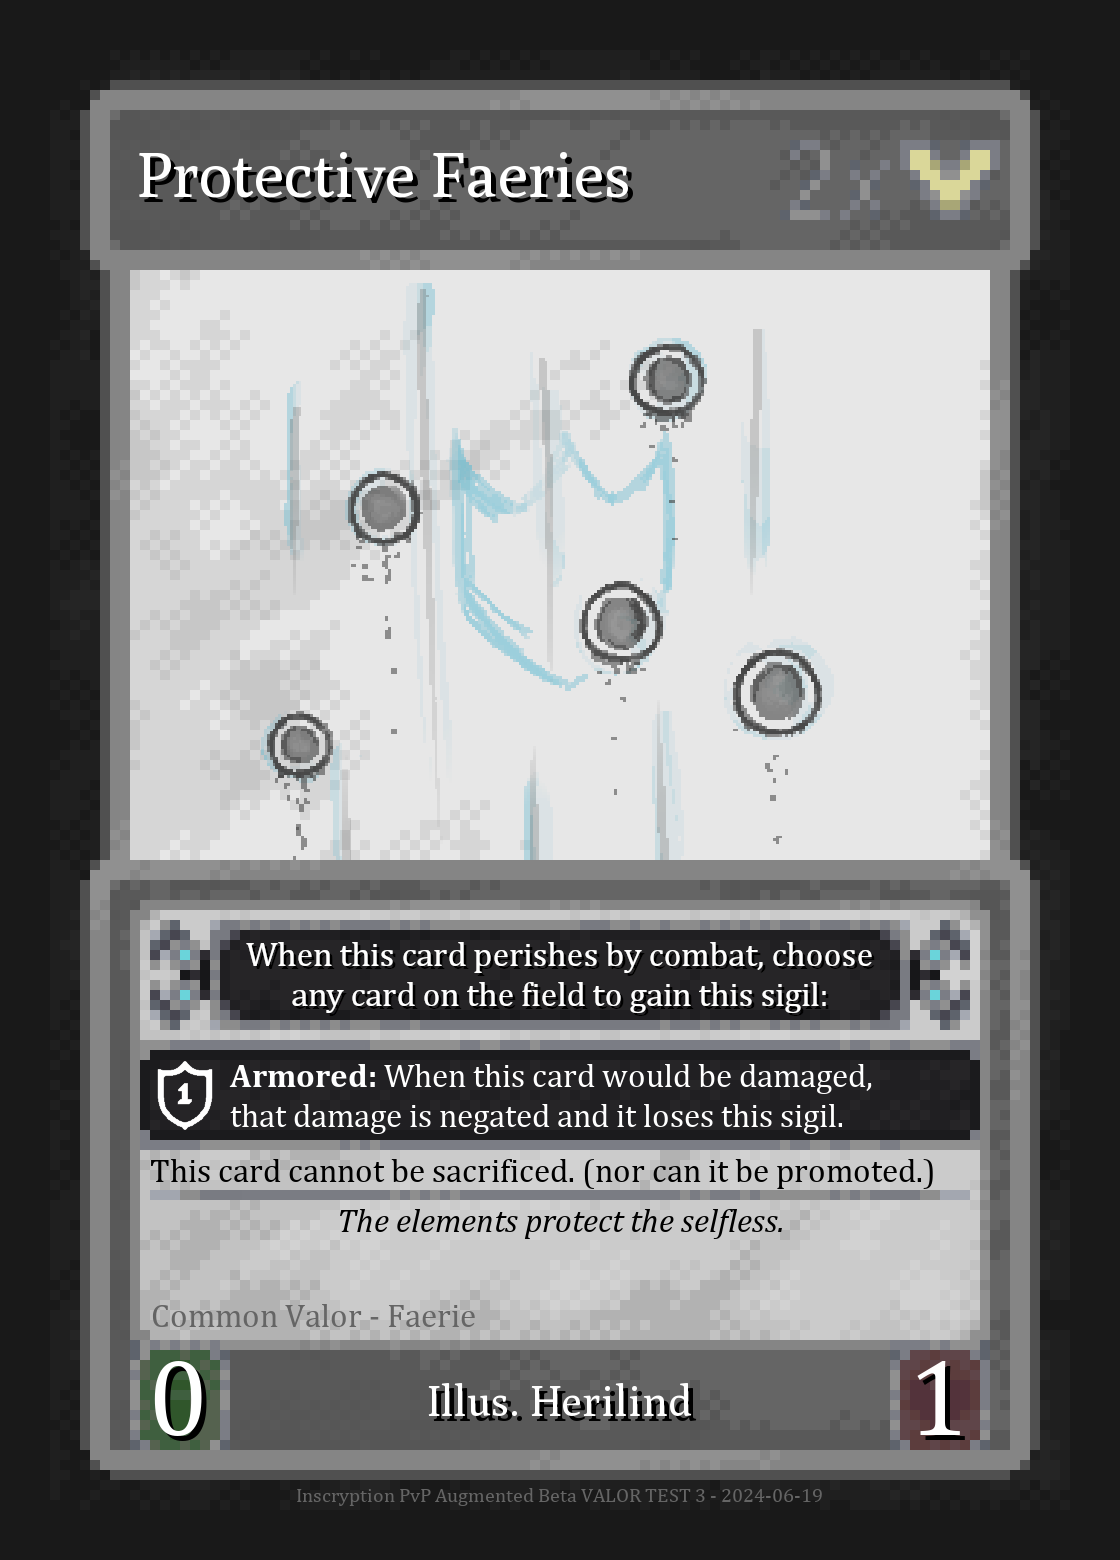 Protective Faeries
2x
When this card perishes by combat, choose
any card on the field to gain this sigil:
1
Armored: When this card would be damaged,
that damage is negated and it loses this sigil.
This card cannot be sacrificed. (nor can it be promoted.)
The elements protect the selfless.
Common Valor - Faerie
0
Illus. Herilind
1
Inscryption PvP Augmented Beta VALOR TEST 3 - 2024-06-19